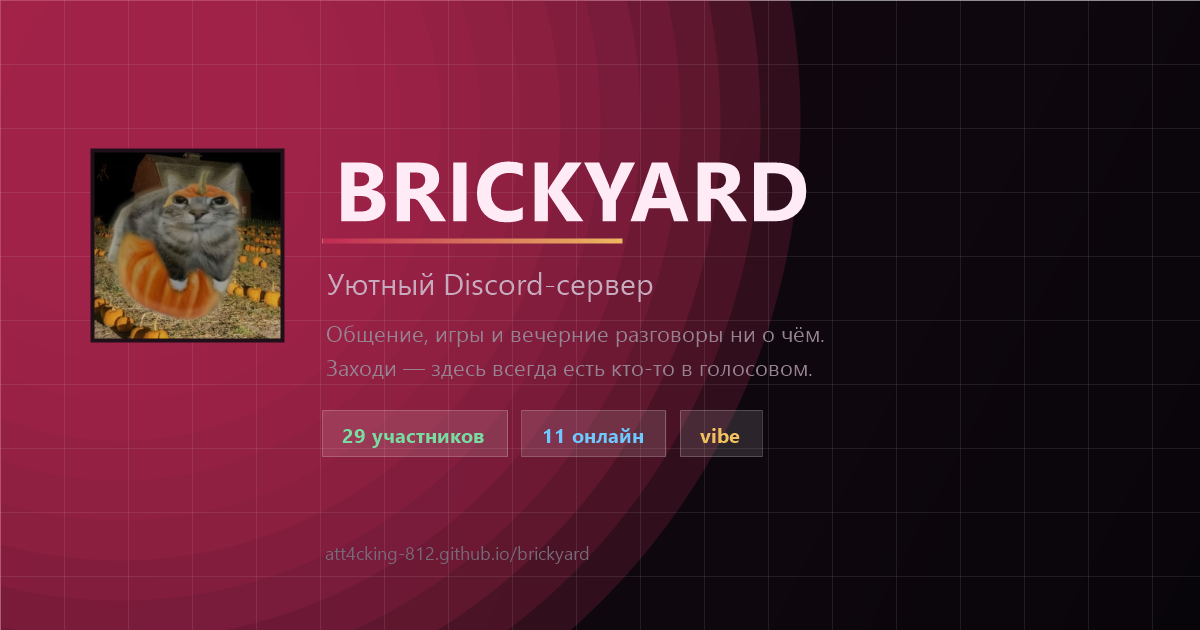 BRICKYARD
Уютный Discord-сервер
Общение, игры и вечерние разговоры ни о чём.
Заходи — здесь всегда есть кто-то в голосовом.
29 участников
11 онлайн
vibe
att4cking-812.github.io/brickyard